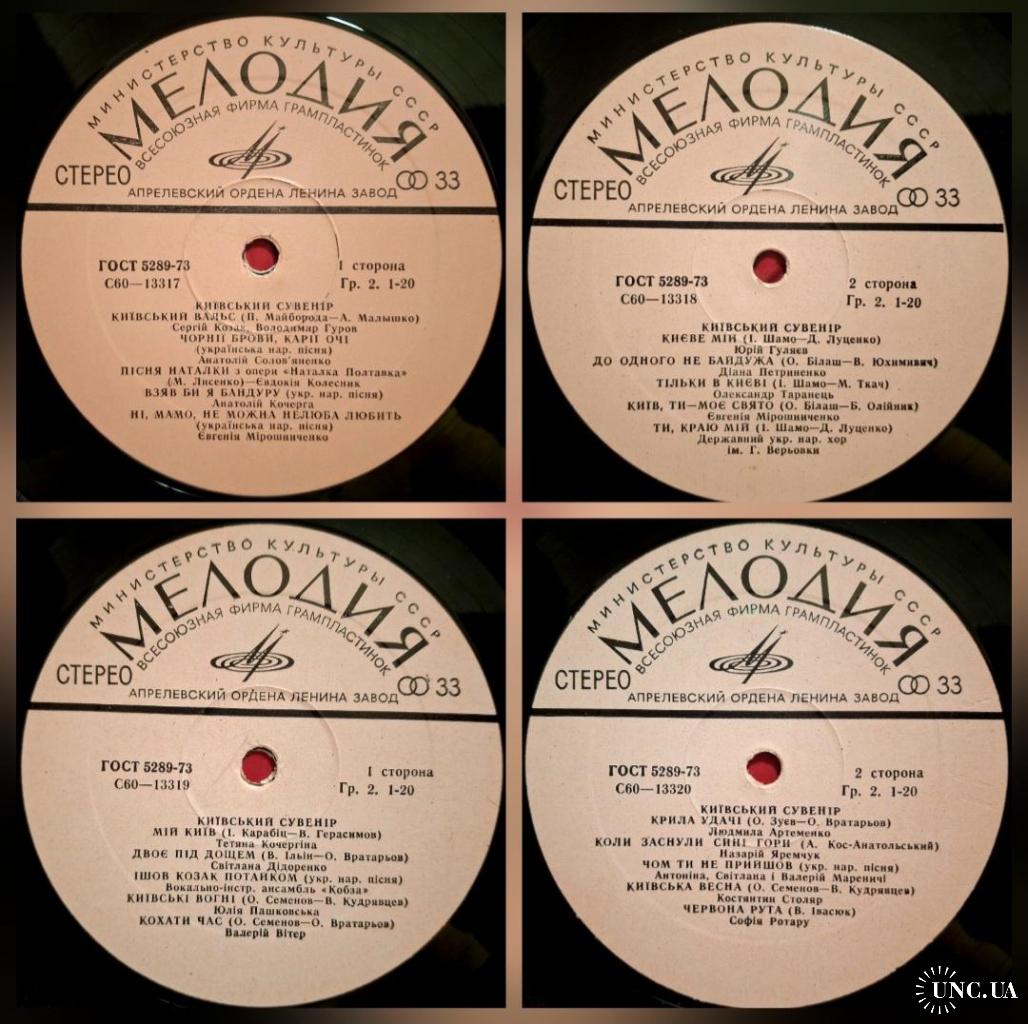 МИНИСТЕРСТВО КУЛЬТУРЫ СССР
МЕЛОДИЯ
ВСЕСОЮЗНАЯ ФИРМА ГРАМПЛАСТИНОК
СТЕРЕО
33
АПРЕЛЕВСКИЙ ОРДЕНА ЛЕНИНА ЗАВОД
ГОСТ 5289-73
1 сторона
С60—13317
Гр. 2. 1-20
КИЇВСЬКИЙ СУВЕНІР
КИЇВСЬКИЙ ВАЛЬС (П. Майборода—А. Малышко)
Сергій Козак, Володимир Гуров
ЧОРНІЇ БРОВИ, КАРІІ ОЧІ
(українська нар. пісня)
Анатолій Солов'яненко
ПІСНЯ НАТАЛКИ з опери «Наталка Полтавка»
(М. Лисенко)—Євдокія Колесник
ВЗЯВ БИ Я БАНДУРУ (укр. нар. пісня)
Анатолій Кочерга
НІ, МАМО, НЕ МОЖНА НЕЛЮБА ЛЮБИТЬ
(українська нар. пісня)
Євгенія Мірошниченко
МИНИСТЕРСТВО КУЛЬТУРЫ СССР
МЕЛОДИЯ
ВСЕСОЮЗНАЯ ФИРМА ГРАМПЛАСТИНОК
СТЕРЕО
33
АПРЕЛЕВСКИЙ ОРДЕНА ЛЕНИНА ЗАВОД
ГОСТ 5289-73
2 сторона
С60—13318
Гр. 2. 1-20
КИЇВСЬКИЙ СУВЕНІР
КИЄВЕ МІЙ (І. Шамо—Д. Луценко)
Юрій Гуляєв
ДО ОДНОГО НЕ БАЙДУЖА (О. Білаш—В. Юхимивич)
Діана Петриненко
ТІЛЬКИ В КИЄВІ (І. Шамо—М. Ткач)
Олександр Таранець
КИЇВ, ТИ—МОЄ СВЯТО (О. Білаш—Б. Олійник)
Євгенія Мірошниченко
ТИ, КРАЮ МІЙ (І. Шамо—Д. Луценко)
Державний укр. нар. хор
ім. Г. Верьовки
МИНИСТЕРСТВО КУЛЬТУРЫ СССР
МЕЛОДИЯ
ВСЕСОЮЗНАЯ ФИРМА ГРАМПЛАСТИНОК
СТЕРЕО
33
АПРЕЛЕВСКИЙ ОРДЕНА ЛЕНИНА ЗАВОД
ГОСТ 5289-73
1 сторона
С60—13319
Гр. 2. 1-20
КИЇВСЬКИЙ СУВЕНІР
МІЙ КИЇВ (І. Карабіц—В. Герасимов)
Тетяна Кочергіна
ДВОЄ ПІД ДОЩЕМ (В. Ільін—О. Вратарьов)
Світлана Дідоренко
ІШОВ КОЗАК ПОТАЙКОМ (укр. нар. пісня)
Вокально-інстр. ансамбль «Кобза»
КИЇВСЬКІ ВОГНІ (О. Семенов—В. Кудрявцев)
Юлія Пашковська
КОХАТИ ЧАС (О. Семенов—О. Вратарьов)
Валерій Вітер
МИНИСТЕРСТВО КУЛЬТУРЫ СССР
МЕЛОДИЯ
ВСЕСОЮЗНАЯ ФИРМА ГРАМПЛАСТИНОК
СТЕРЕО
33
АПРЕЛЕВСКИЙ ОРДЕНА ЛЕНИНА ЗАВОД
ГОСТ 5289-73
2 сторона
С60—13320
Гр. 2. 1-20
КИЇВСЬКИЙ СУВЕНІР
КРИЛА УДАЧІ (О. Зуєв—О. Вратарьов)
Людмила Артеменко
КОЛИ ЗАСНУЛИ СИНІ ГОРИ (А. Кос-Анатольський)
Назарій Яремчук
ЧОМ ТИ НЕ ПРИЙШОВ (укр. нар. пісня)
Антоніна, Світлана і Валерій Мареничі
КИЇВСЬКА ВЕСНА (О. Семенов—В. Кудрявцев)
Костянтин Столяр
ЧЕРВОНА РУТА (В. Івасюк)
Софія Ротару
UNC.UA